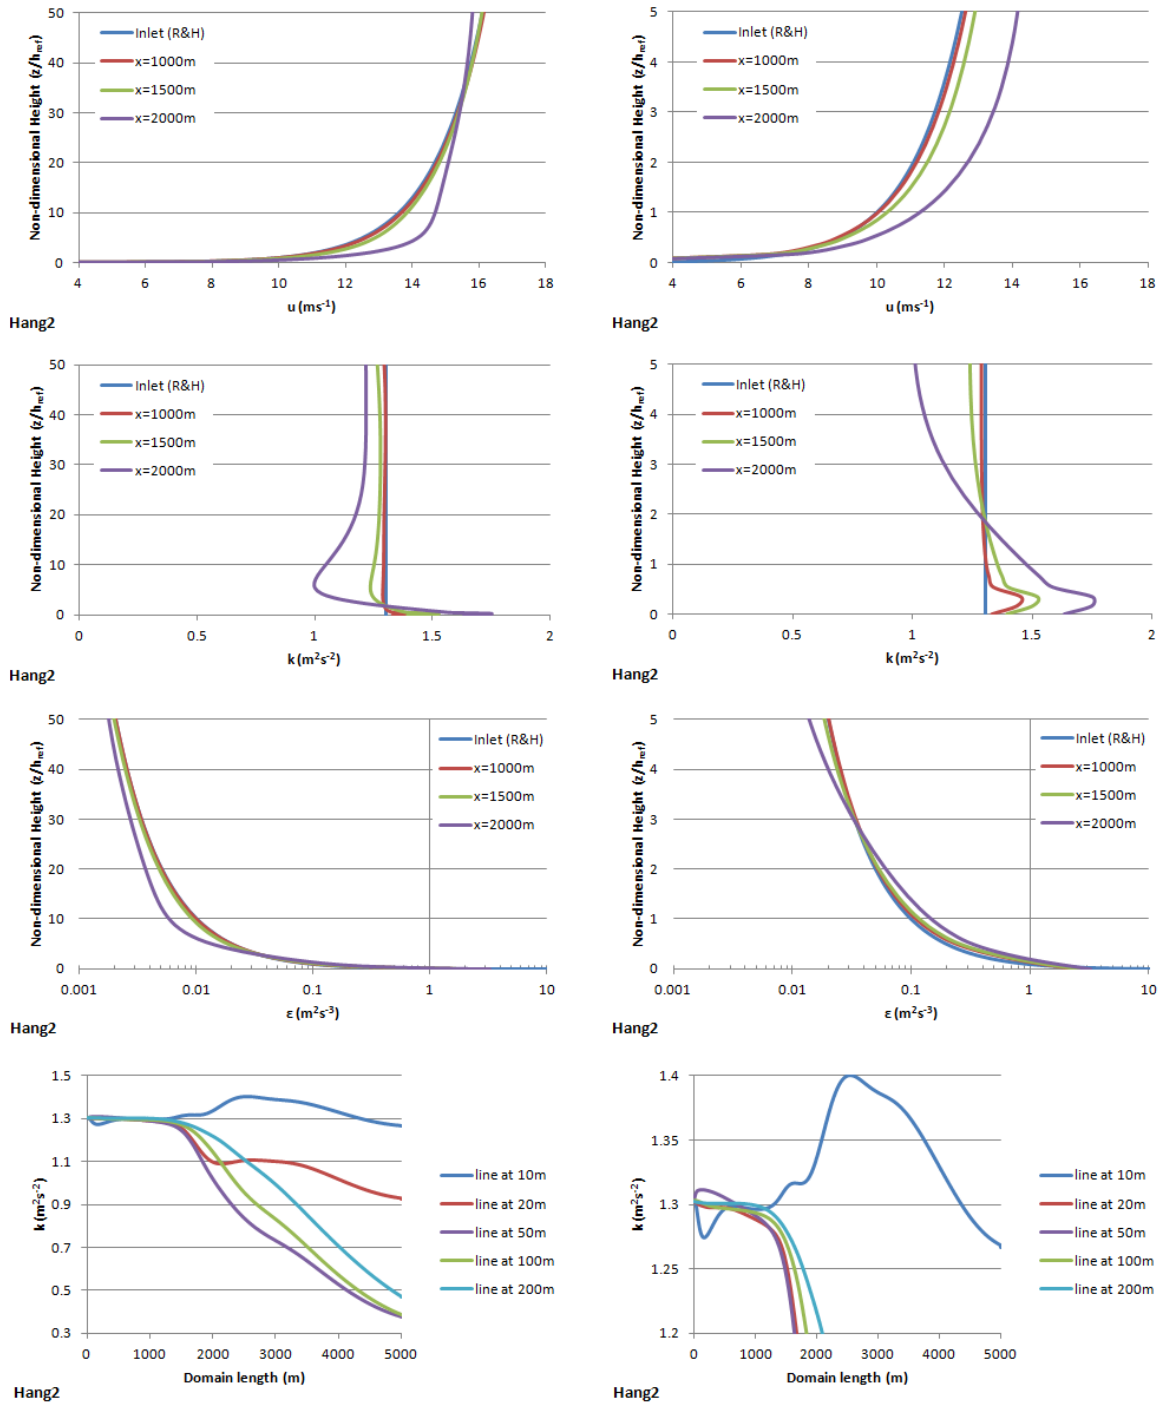 50
40
30
20
10
0
Non-dimensional Height (z/h_ref)
Inlet (R&H)
x=1000m
x=1500m
x=2000m
4 6 8 10 12 14 16 18
u (ms⁻¹)
Hang2
5
4
3
2
1
0
Non-dimensional Height (z/h_ref)
Inlet (R&H)
x=1000m
x=1500m
x=2000m
4 6 8 10 12 14 16 18
u (ms⁻¹)
Hang2
50
40
30
20
10
0
Non-dimensional Height (z/h_ref)
Inlet (R&H)
x=1000m
x=1500m
x=2000m
0 0.5 1 1.5 2
k (m²s⁻²)
Hang2
5
4
3
2
1
0
Non-dimensional Height (z/h_ref)
Inlet (R&H)
x=1000m
x=1500m
x=2000m
0 0.5 1 1.5 2
k (m²s⁻²)
Hang2
50
40
30
20
10
0
Non-dimensional Height (z/h_ref)
Inlet (R&H)
x=1000m
x=1500m
x=2000m
0.001 0.01 0.1 1 10
ε (m²s⁻³)
Hang2
5
4
3
2
1
0
Non-dimensional Height (z/h_ref)
Inlet (R&H)
x=1000m
x=1500m
x=2000m
0.001 0.01 0.1 1 10
ε (m²s⁻³)
Hang2
1.5
1.3
1.1
0.9
0.7
0.5
0.3
k (m²s⁻²)
line at 10m
line at 20m
line at 50m
line at 100m
line at 200m
0 1000 2000 3000 4000 5000
Domain length (m)
Hang2
1.4
1.35
1.3
1.25
1.2
k (m²s⁻²)
line at 10m
line at 20m
line at 50m
line at 100m
line at 200m
0 1000 2000 3000 4000 5000
Domain length (m)
Hang2